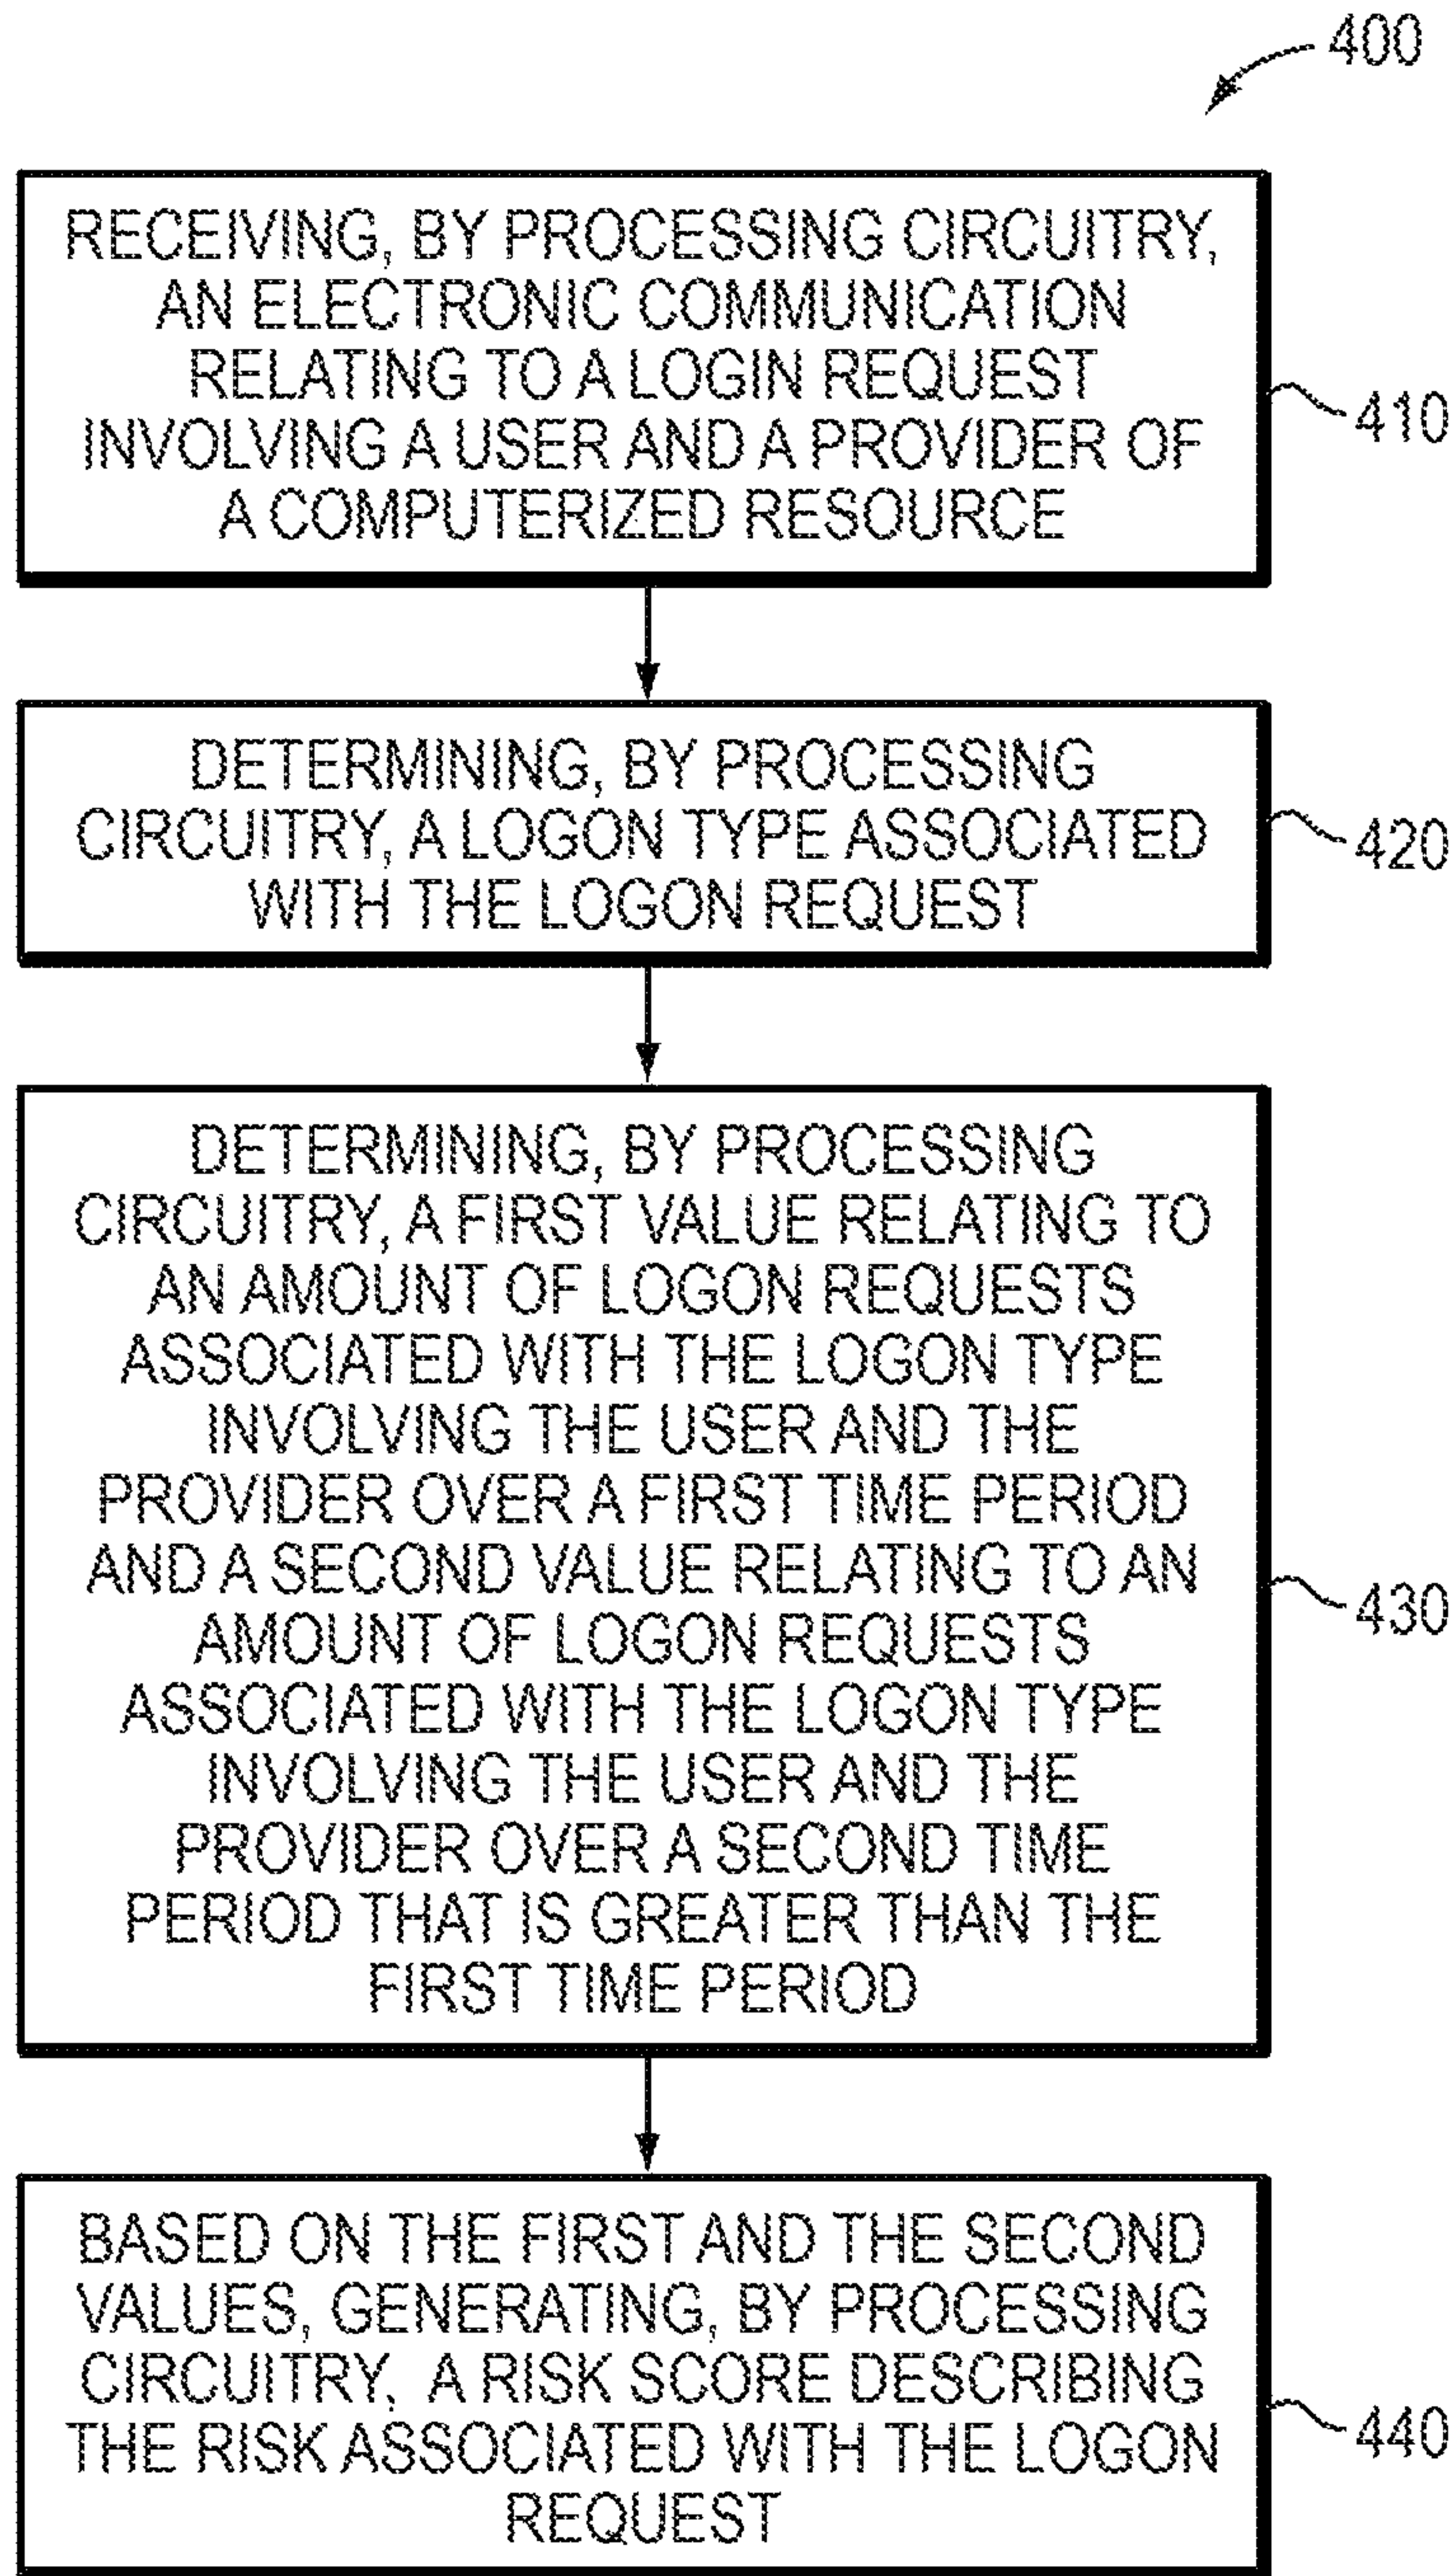 400
RECEIVING, BY PROCESSING CIRCUITRY,
AN ELECTRONIC COMMUNICATION
RELATING TO A LOGIN REQUEST
INVOLVING A USER AND A PROVIDER OF
A COMPUTERIZED RESOURCE
410
DETERMINING, BY PROCESSING
CIRCUITRY, A LOGON TYPE ASSOCIATED
WITH THE LOGON REQUEST
420
DETERMINING, BY PROCESSING
CIRCUITRY, A FIRST VALUE RELATING TO
AN AMOUNT OF LOGON REQUESTS
ASSOCIATED WITH THE LOGON TYPE
INVOLVING THE USER AND THE
PROVIDER OVER A FIRST TIME PERIOD
AND A SECOND VALUE RELATING TO AN
AMOUNT OF LOGON REQUESTS
ASSOCIATED WITH THE LOGON TYPE
INVOLVING THE USER AND THE
PROVIDER OVER A SECOND TIME
PERIOD THAT IS GREATER THAN THE
FIRST TIME PERIOD
430
BASED ON THE FIRST AND THE SECOND
VALUES, GENERATING, BY PROCESSING
CIRCUITRY, A RISK SCORE DESCRIBING
THE RISK ASSOCIATED WITH THE LOGON
REQUEST
440